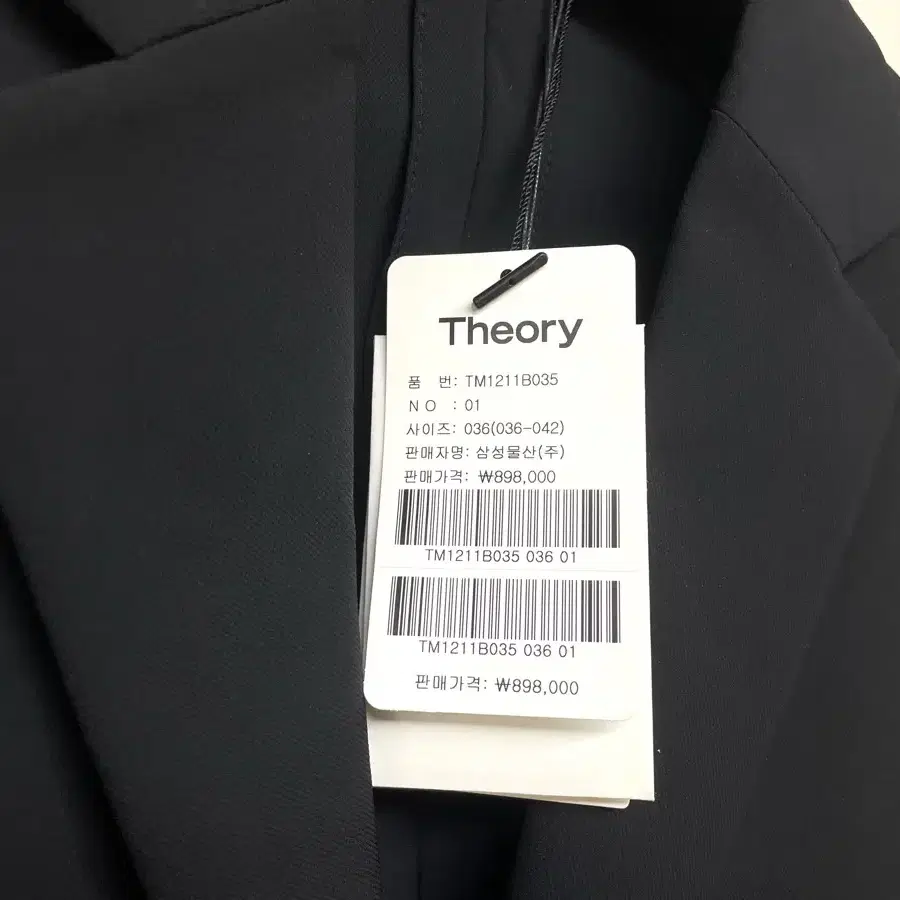 Theory
품 번: TM1211B035
NO : 01
사이즈: 036(036-042)
판매자명: 삼성물산(주)
판매가격: ₩898,000
TM1211B035 036 01
TM1211B035 036 01
판매가격: ₩898,000